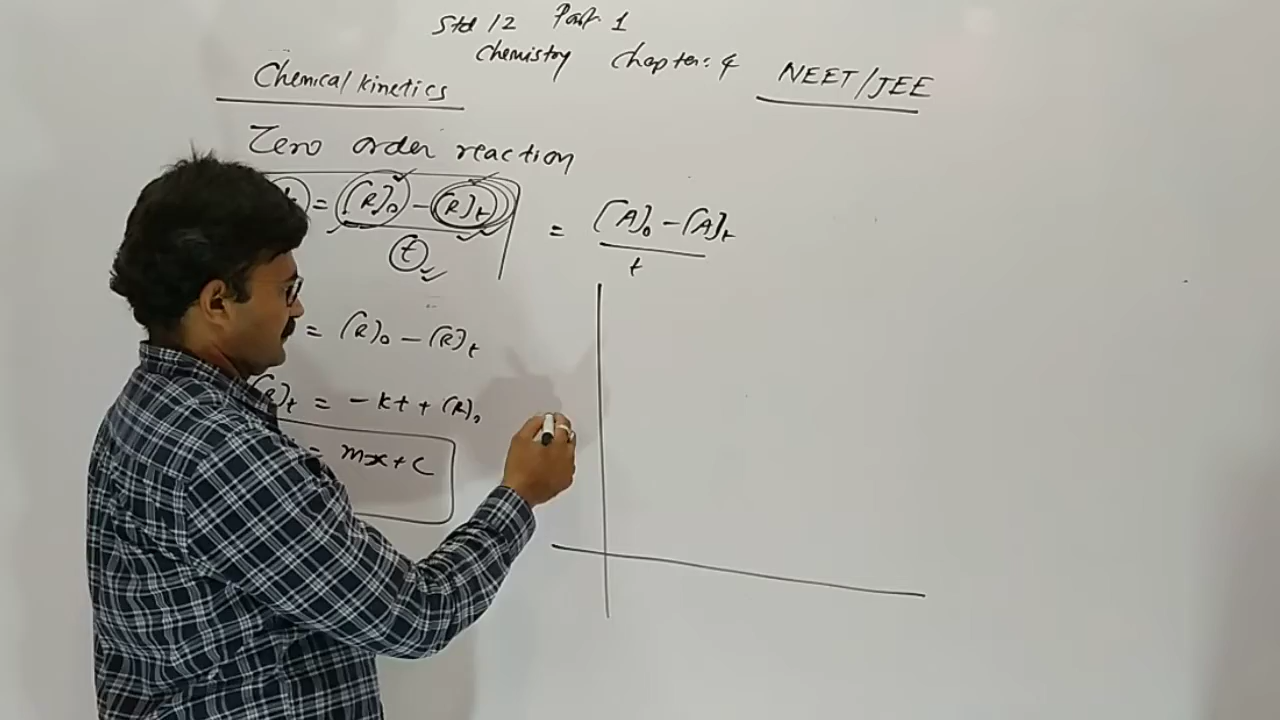 Std 12 Part 1
Chemistry Chapter: 4 NEET/JEE
Chemical kinetics
Zero order reaction
= [R]₀ - [R]t / t = [A]₀ - [A]t / t
= [R]₀ - [R]t
[R]t = - Kt + [R]₀
= mx + C